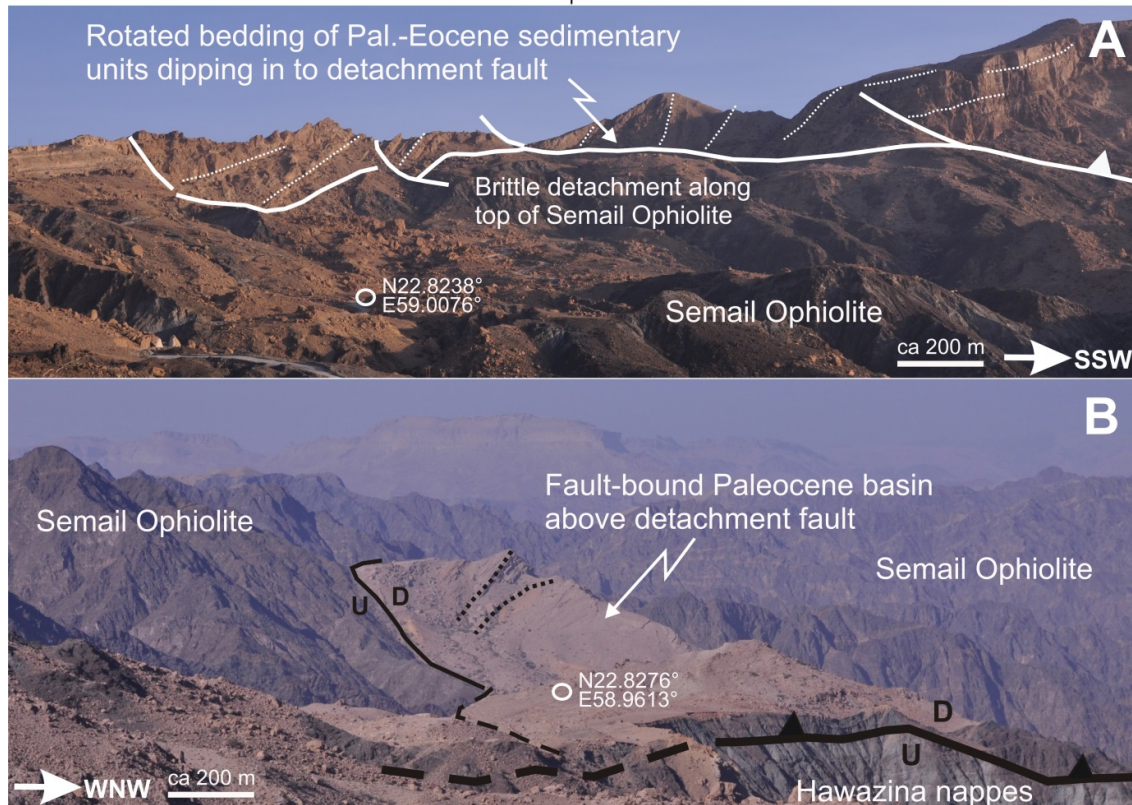 A
Rotated bedding of Pal.-Eocene sedimentary
units dipping in to detachment fault
Brittle detachment along
top of Semail Ophiolite
N22.8238°
E59.0076°
Semail Ophiolite
ca 200 m
SSW
B
Fault-bound Paleocene basin
above detachment fault
Semail Ophiolite
Semail Ophiolite
U D
N22.8276°
E58.9613°
D
U
WNW
ca 200 m
Hawazina nappes